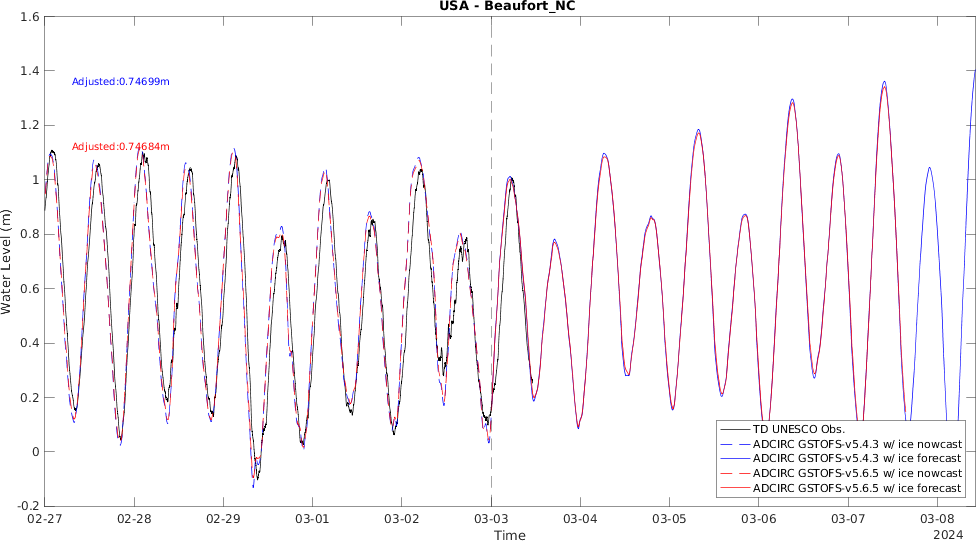 USA - Beaufort_NC
1.6
1.4
1.2
1
0.8
0.6
0.4
0.2
0
-0.2
Water Level (m)
Adjusted:0.74699m
Adjusted:0.74684m
TD UNESCO Obs.
ADCIRC GSTOFS-v5.4.3 w/ ice nowcast
ADCIRC GSTOFS-v5.4.3 w/ ice forecast
ADCIRC GSTOFS-v5.6.5 w/ ice nowcast
ADCIRC GSTOFS-v5.6.5 w/ ice forecast
02-27 02-28 02-29 03-01 03-02 03-03 03-04 03-05 03-06 03-07 03-08
Time 2024